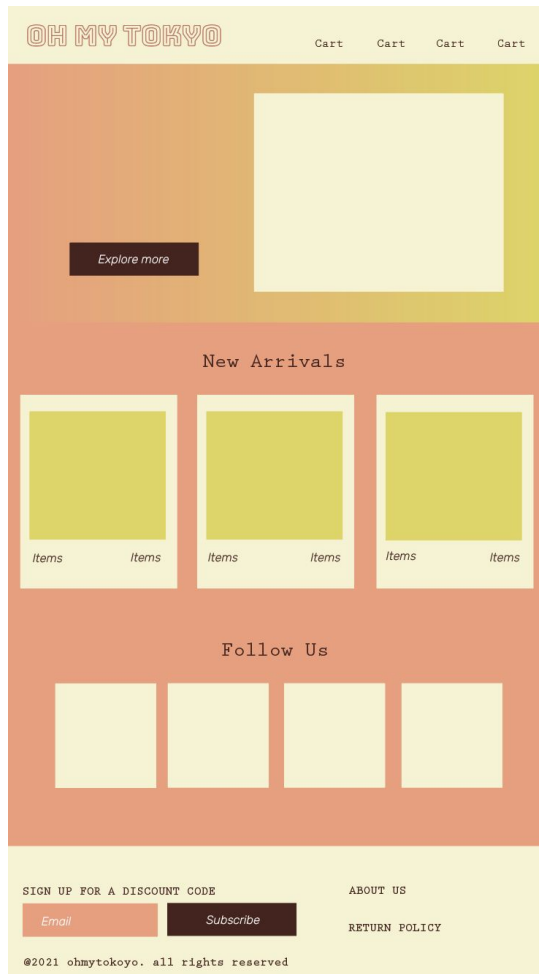 OH MY TOKYO
Cart Cart Cart Cart
Explore more
New Arrivals
Items Items Items Items Items Items
Follow Us
SIGN UP FOR A DISCOUNT CODE
ABOUT US
Email Subscribe
RETURN POLICY
@2021 ohmytokoyo. all rights reserved